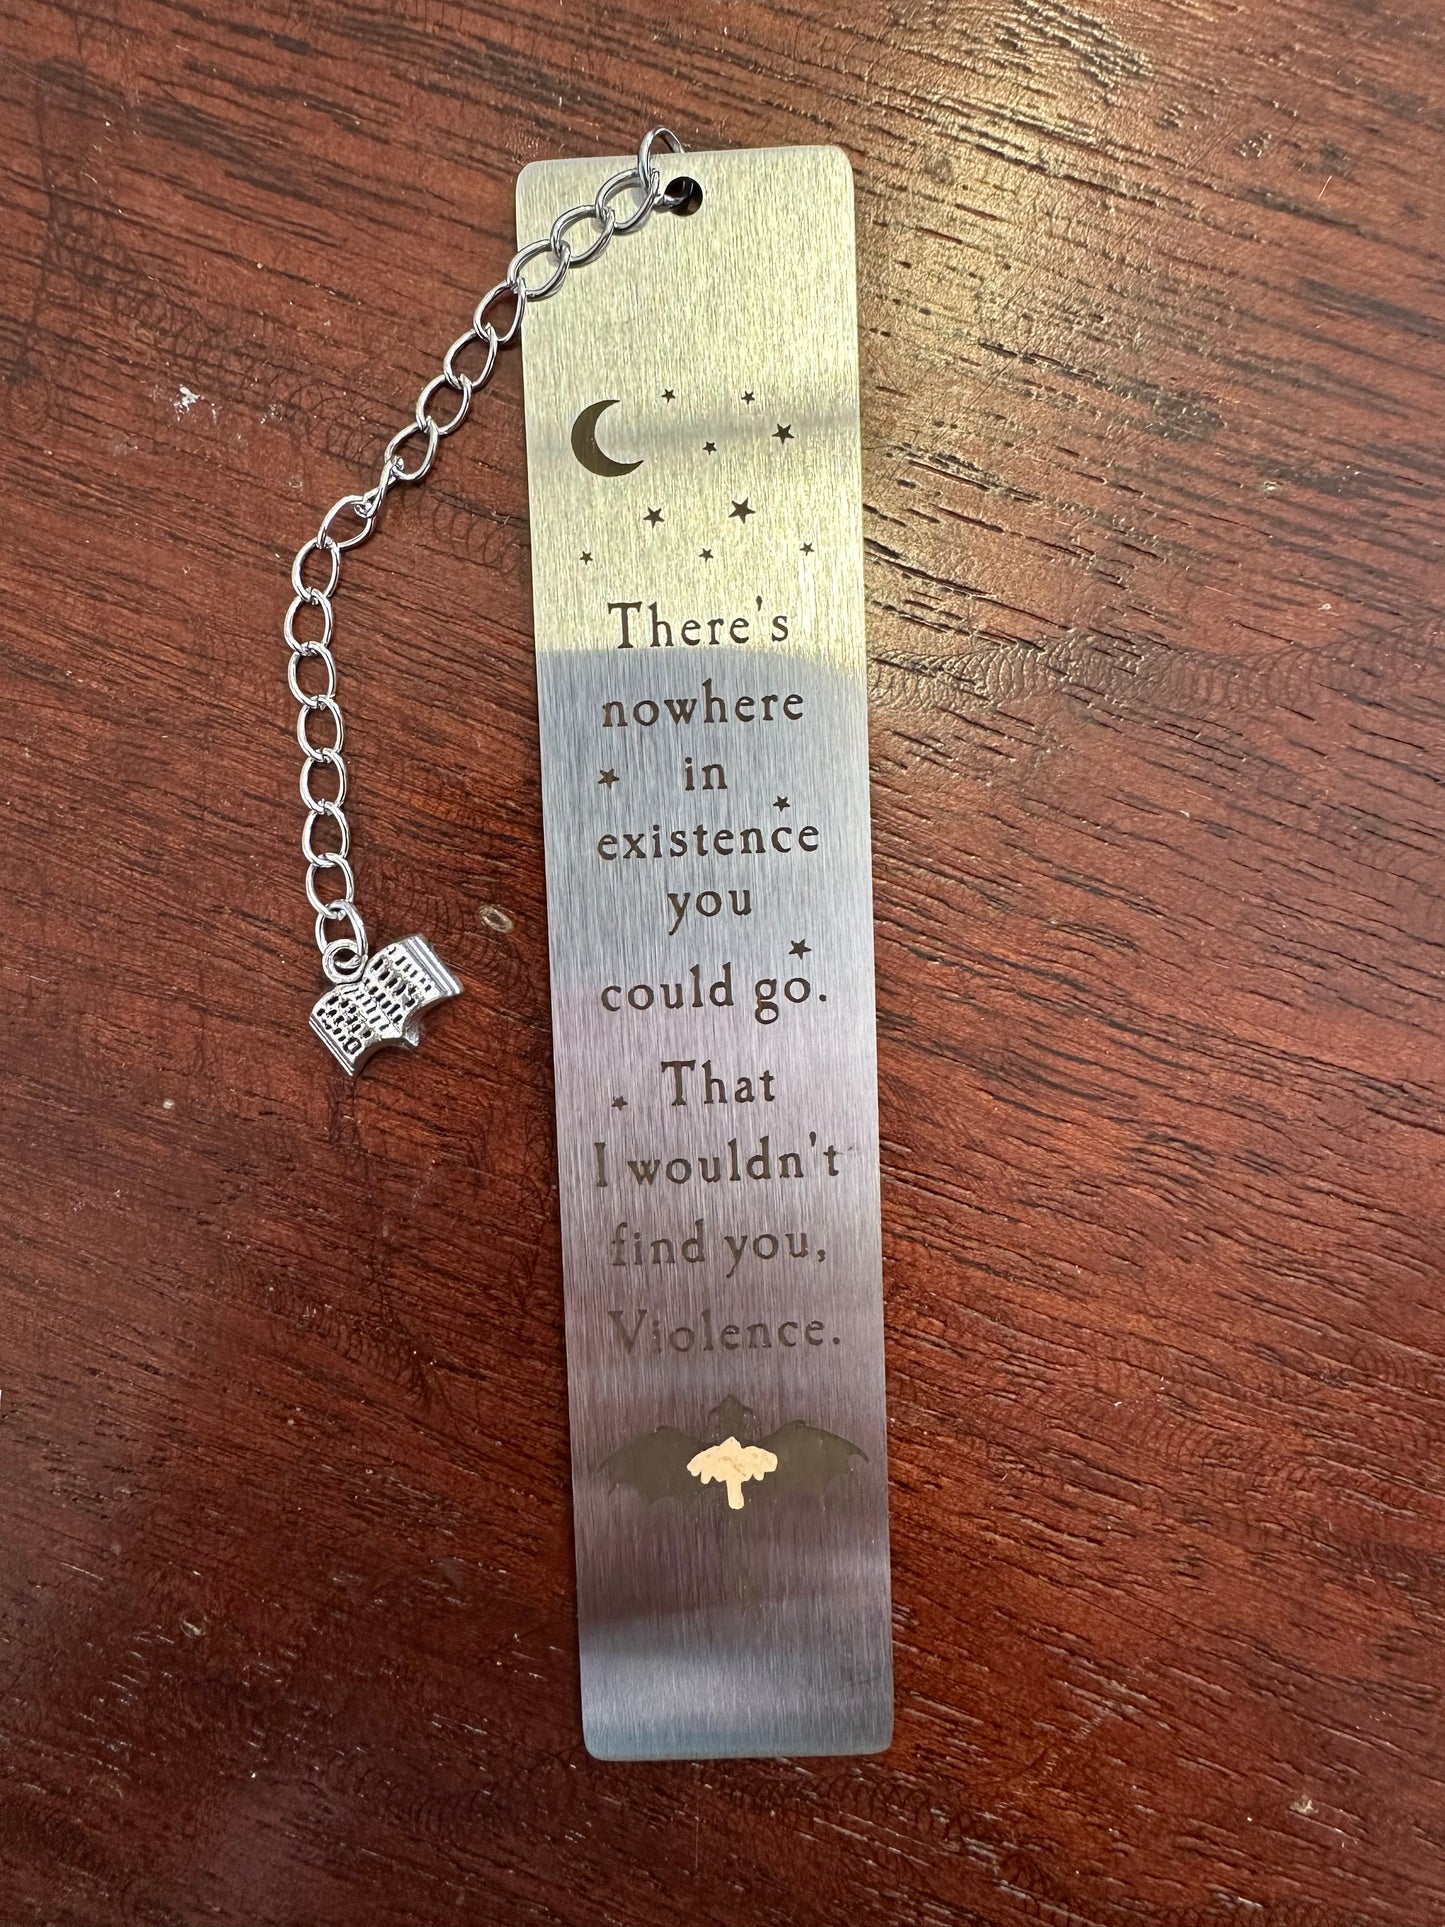 There's
nowhere
in
existence
you
could go.
That
I wouldn't
find you,
Violence.